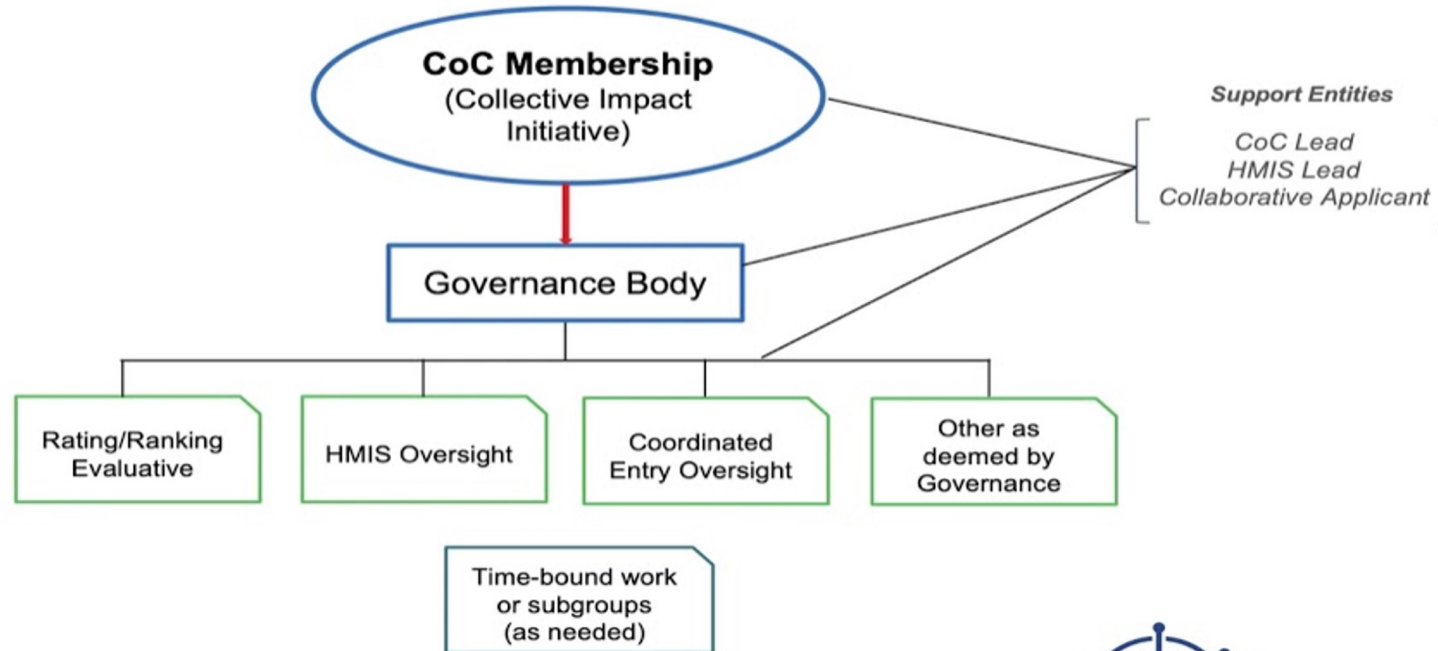 CoC Membership
(Collective Impact
Initiative)
Support Entities
CoC Lead
HMIS Lead
Collaborative Applicant
Governance Body
Rating/Ranking
Evaluative
HMIS Oversight
Coordinated
Entry Oversight
Other as
deemed by
Governance
Time-bound work
or subgroups
(as needed)